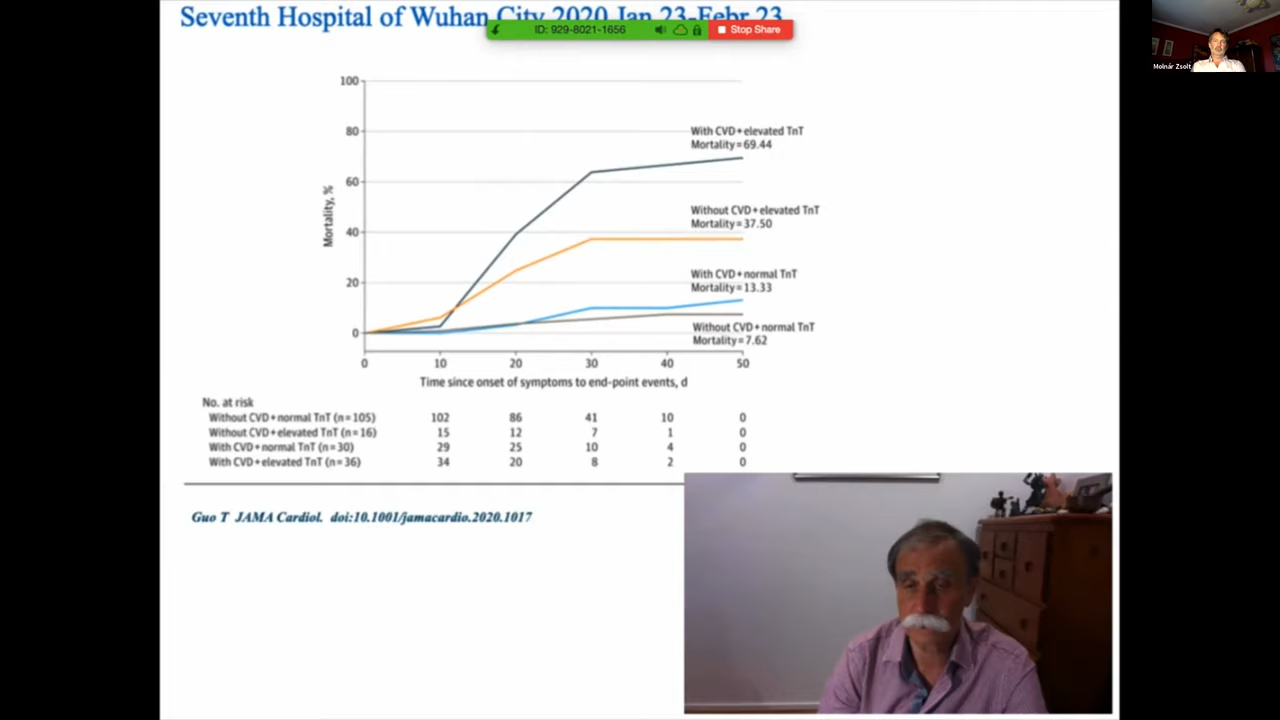 Seventh Hospital of Wuhan City 2020 Jan 23-Febr 23
ID: 929-8021-1656
Stop Share
Molnár Zsolt
100
80
60
40
20
0
Mortality, %
With CVD+elevated TnT
Mortality=69.44
Without CVD+elevated TnT
Mortality=37.50
With CVD+normal TnT
Mortality=13.33
Without CVD+normal TnT
Mortality=7.62
0 10 20 30 40 50
Time since onset of symptoms to end-point events, d
No. at risk
Without CVD+normal TnT (n=105) 102 86 41 10 0
Without CVD+elevated TnT (n=16) 15 12 7 1 0
With CVD+normal TnT (n=30) 29 25 10 4 0
With CVD+elevated TnT (n=36) 34 20 8 2 0
Guo T JAMA Cardiol. doi:10.1001/jamacardio.2020.1017